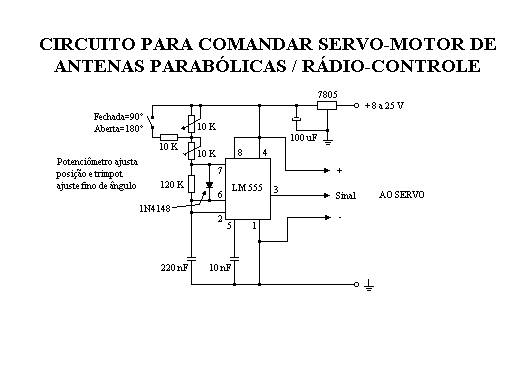 CIRCUITO PARA COMANDAR SERVO-MOTOR DE
ANTENAS PARABÓLICAS / RÁDIO-CONTROLE
7805
+8 a 25 V
Fechada=90°
Aberta=180°
10 K
100 uF
10 K
10 K
8
4
Potenciômetro ajusta
posição e trimpot
ajuste fino de ângulo
7
+
120 K
LM555
3
Sinal
AO SERVO
6
1N4148
2
5
1
-
220 nF
10 nF